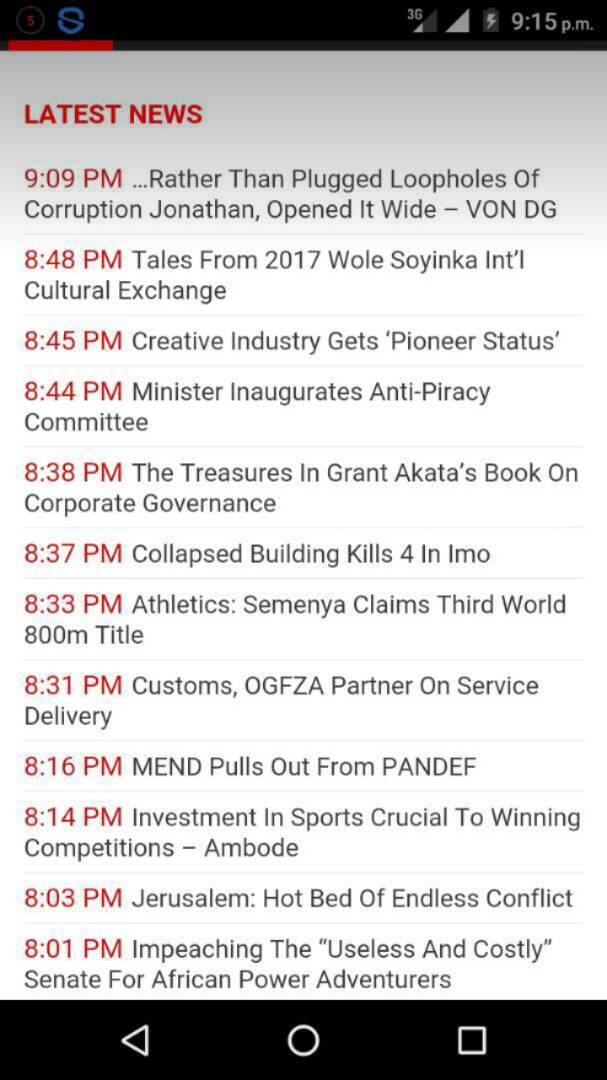 5
3G
9:15 p.m.
LATEST NEWS
9:09 PM ...Rather Than Plugged Loopholes Of
Corruption Jonathan, Opened It Wide – VON DG
8:48 PM Tales From 2017 Wole Soyinka Int’l
Cultural Exchange
8:45 PM Creative Industry Gets ‘Pioneer Status’
8:44 PM Minister Inaugurates Anti-Piracy
Committee
8:38 PM The Treasures In Grant Akata’s Book On
Corporate Governance
8:37 PM Collapsed Building Kills 4 In Imo
8:33 PM Athletics: Semenya Claims Third World
800m Title
8:31 PM Customs, OGFZA Partner On Service
Delivery
8:16 PM MEND Pulls Out From PANDEF
8:14 PM Investment In Sports Crucial To Winning
Competitions – Ambode
8:03 PM Jerusalem: Hot Bed Of Endless Conflict
8:01 PM Impeaching The “Useless And Costly”
Senate For African Power Adventurers